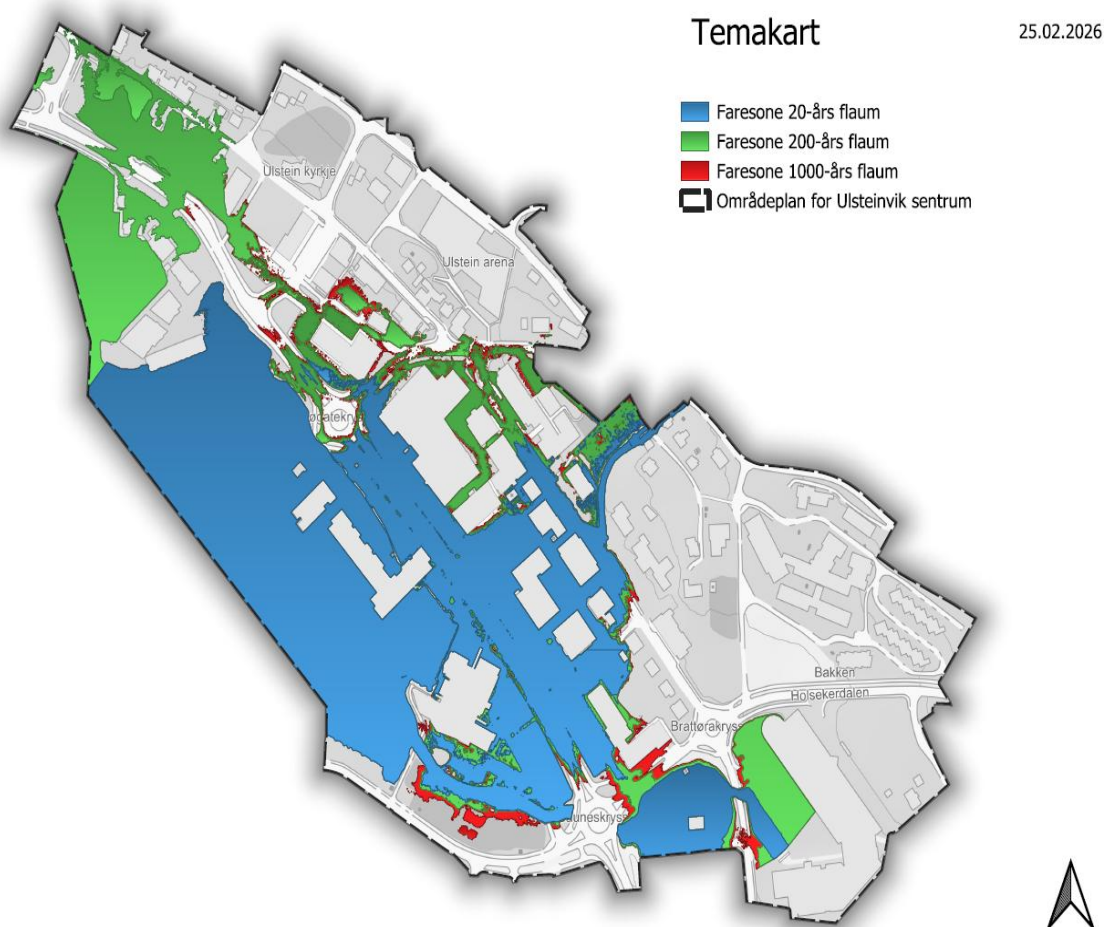 Temakart
25.02.2026
Faresone 20-års flaum
Faresone 200-års flaum
Faresone 1000-års flaum
Områdeplan for Ulsteinvik sentrum
Ulstein kyrkje
Ulstein arena
Bakken
Holsekerdalen
Brattørakryss